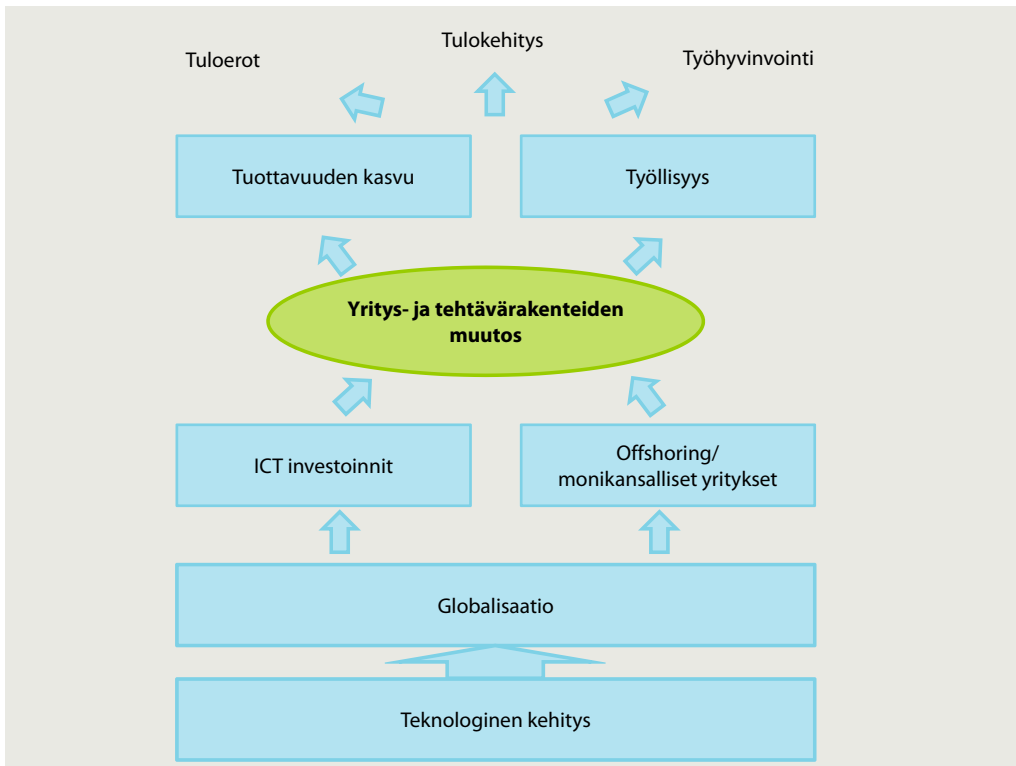 Tuloerot
Tulokehitys
Työhyvinvointi
Tuottavuuden kasvu
Työllisyys
Yritys- ja tehtävärakenteiden
muutos
ICT investoinnit
Offshoring/
monikansalliset yritykset
Globalisaatio
Teknologinen kehitys